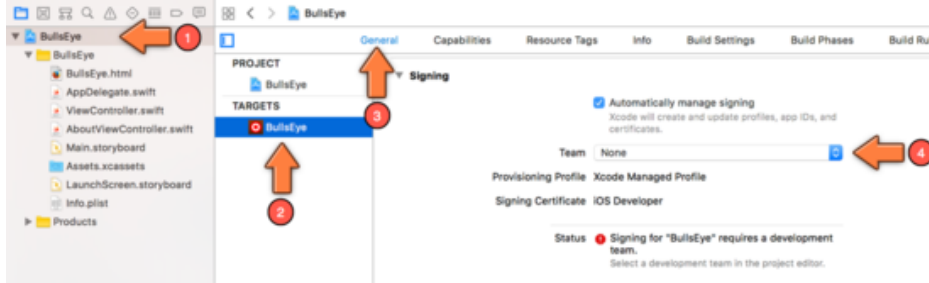 BullsEye
BullsEye
1
BullsEye
BullsEye.html
AppDelegate.swift
ViewController.swift
AboutViewController.swift
Main.storyboard
Assets.xcassets
LaunchScreen.storyboard
Info.plist
Products
General Capabilities Resource Tags Info Build Settings Build Phases Build Ru
PROJECT
BullsEye
TARGETS
BullsEye
2
3
Signing
Automatically manage signing
Xcode will create and update profiles, app IDs, and
certificates.
Team None
4
Provisioning Profile Xcode Managed Profile
Signing Certificate iOS Developer
Status Signing for "BullsEye" requires a development
team.
Select a development team in the project editor.